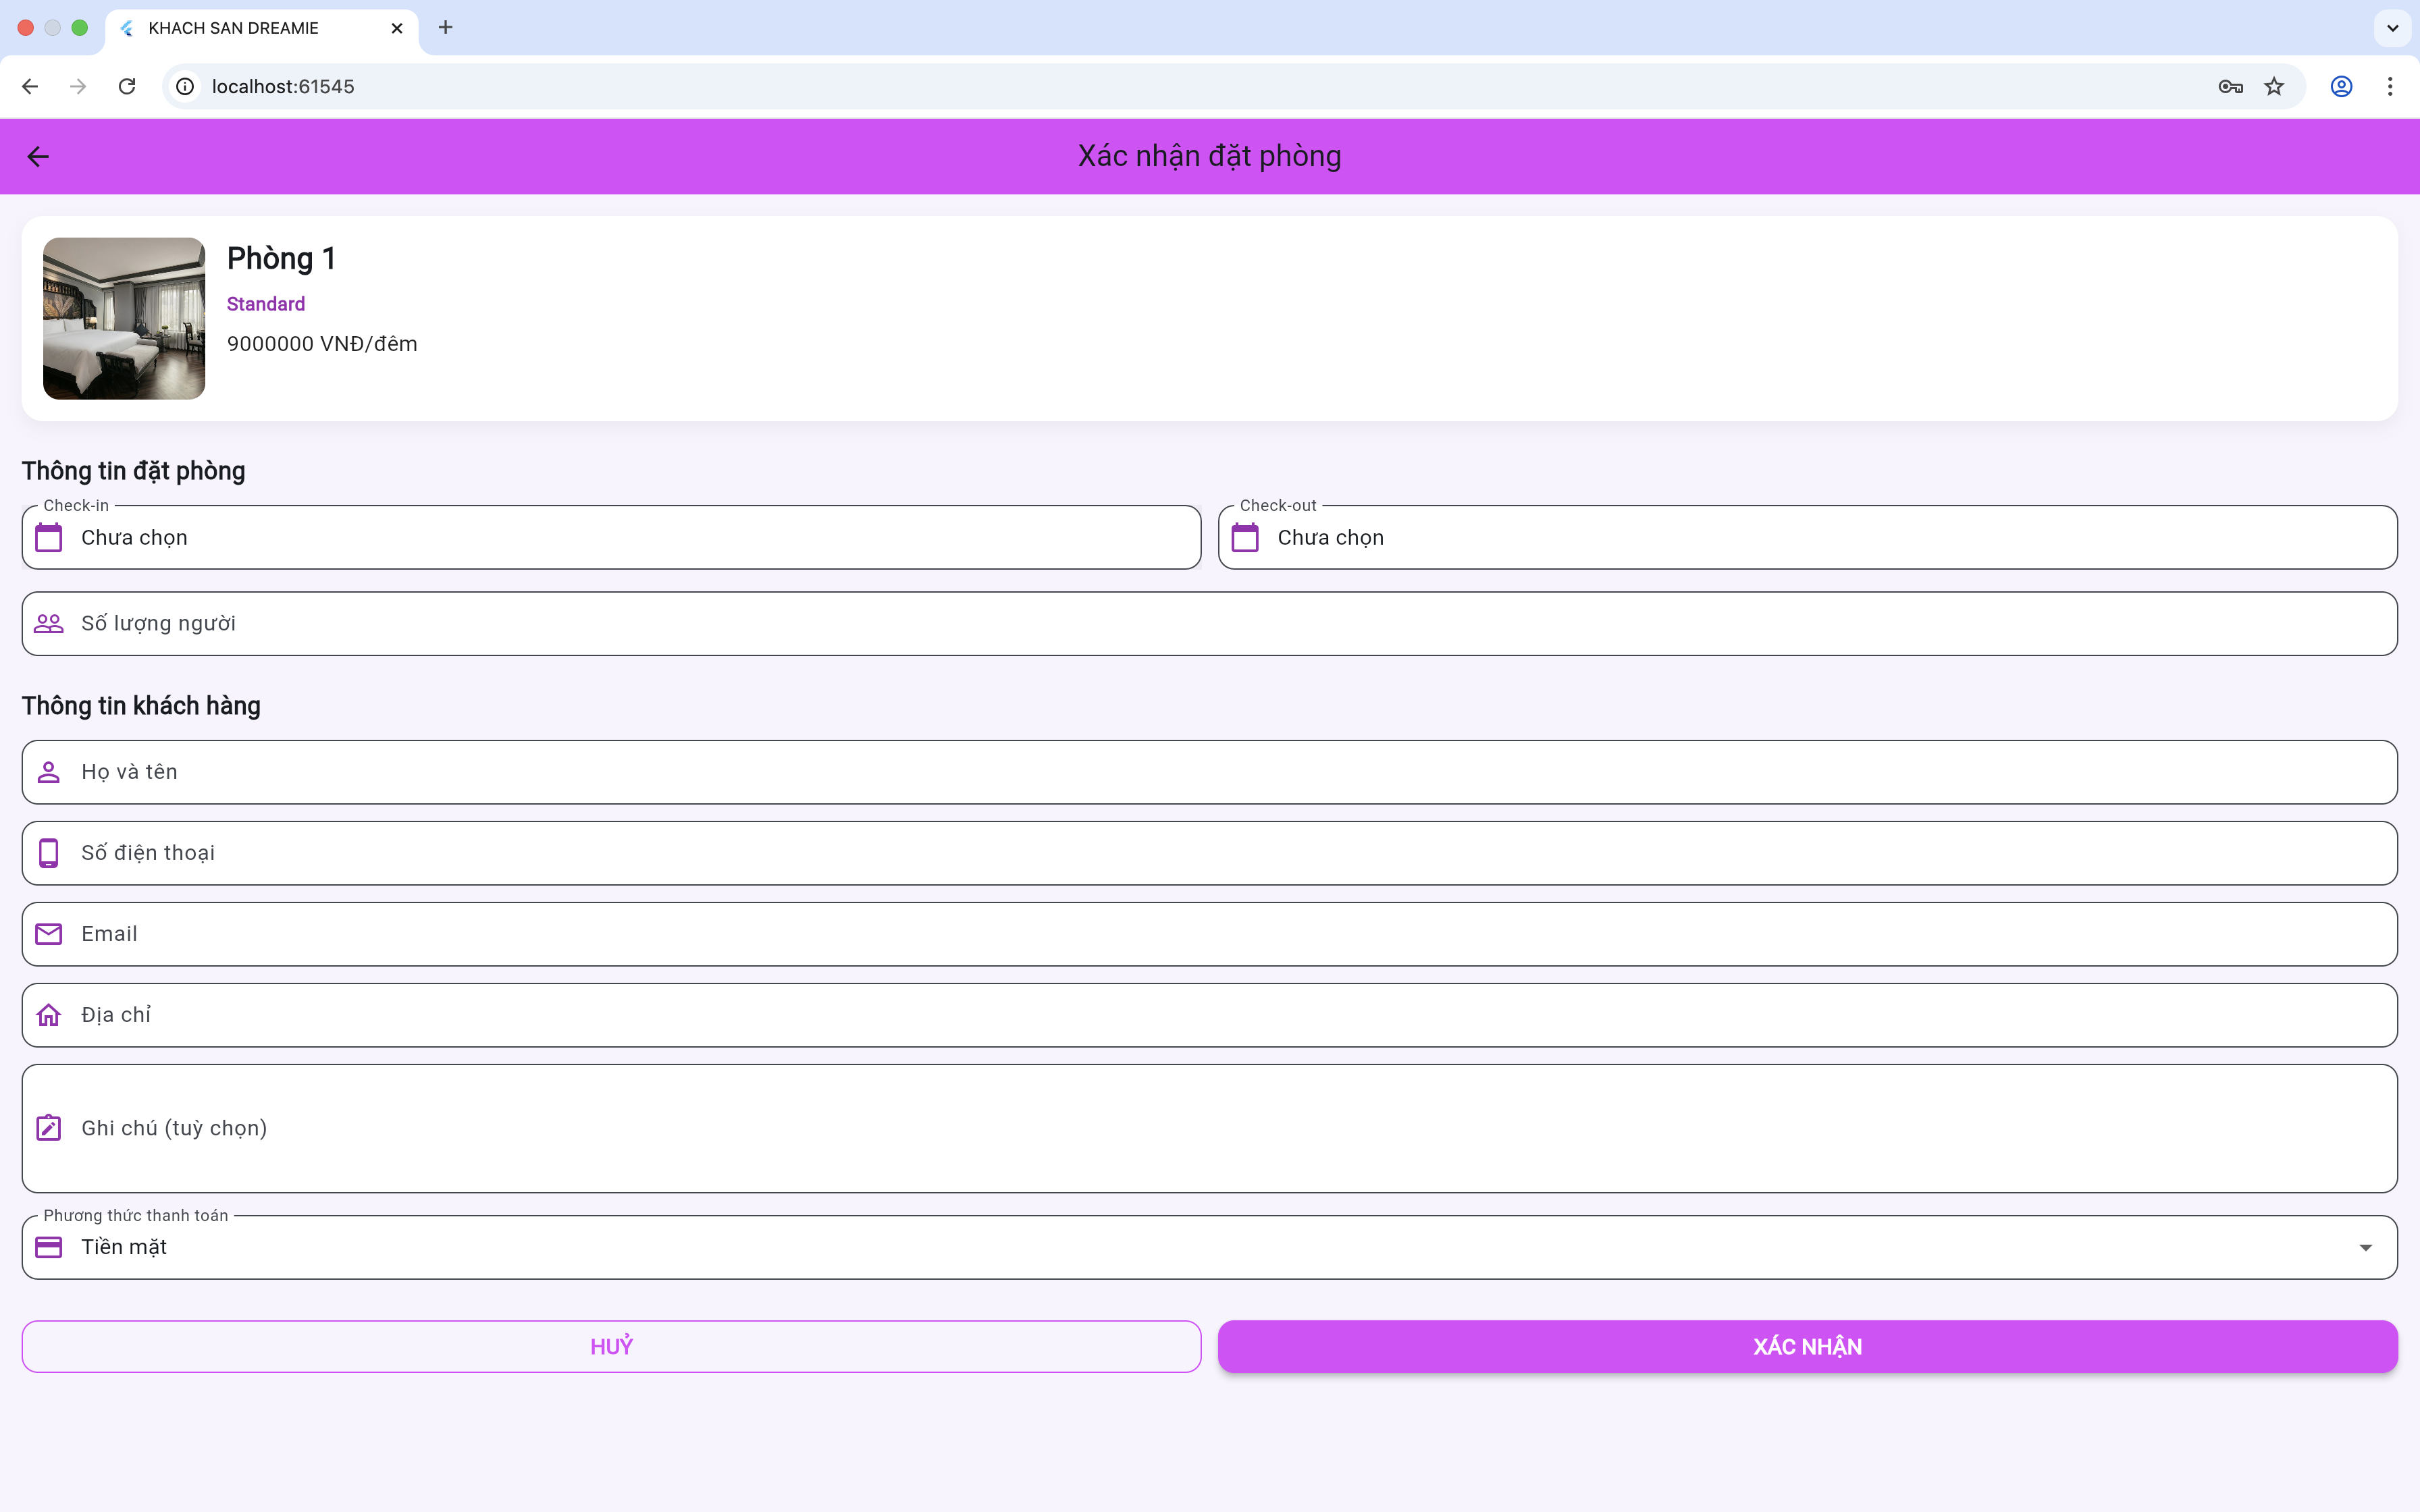 KHACH SAN DREAMIE
localhost:61545
Xác nhận đặt phòng
Phòng 1
Standard
9000000 VNĐ/đêm
Thông tin đặt phòng
Check-in
Chưa chọn
Check-out
Chưa chọn
Số lượng người
Thông tin khách hàng
Họ và tên
Số điện thoại
Email
Địa chỉ
Ghi chú (tuỳ chọn)
Phương thức thanh toán
Tiền mặt
HUỶ
XÁC NHẬN